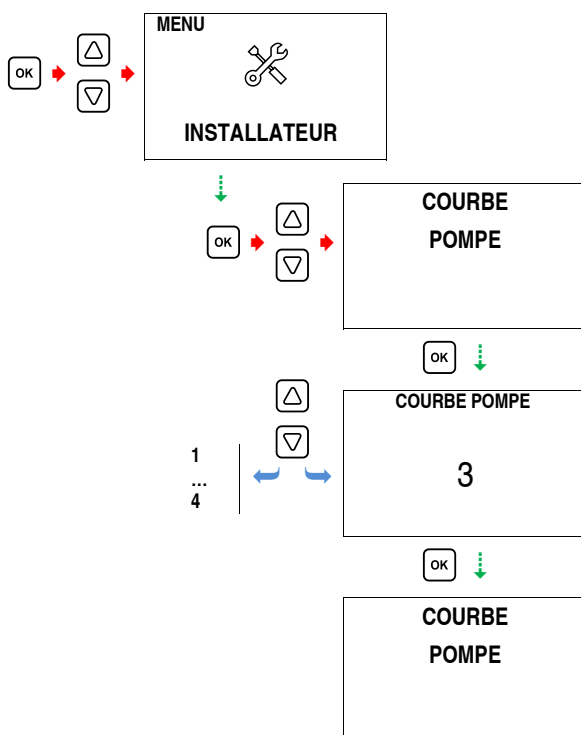 MENU
OK
INSTALLATEUR
COURBE
POMPE
OK
OK
COURBE POMPE
1
...
4
3
OK
COURBE
POMPE